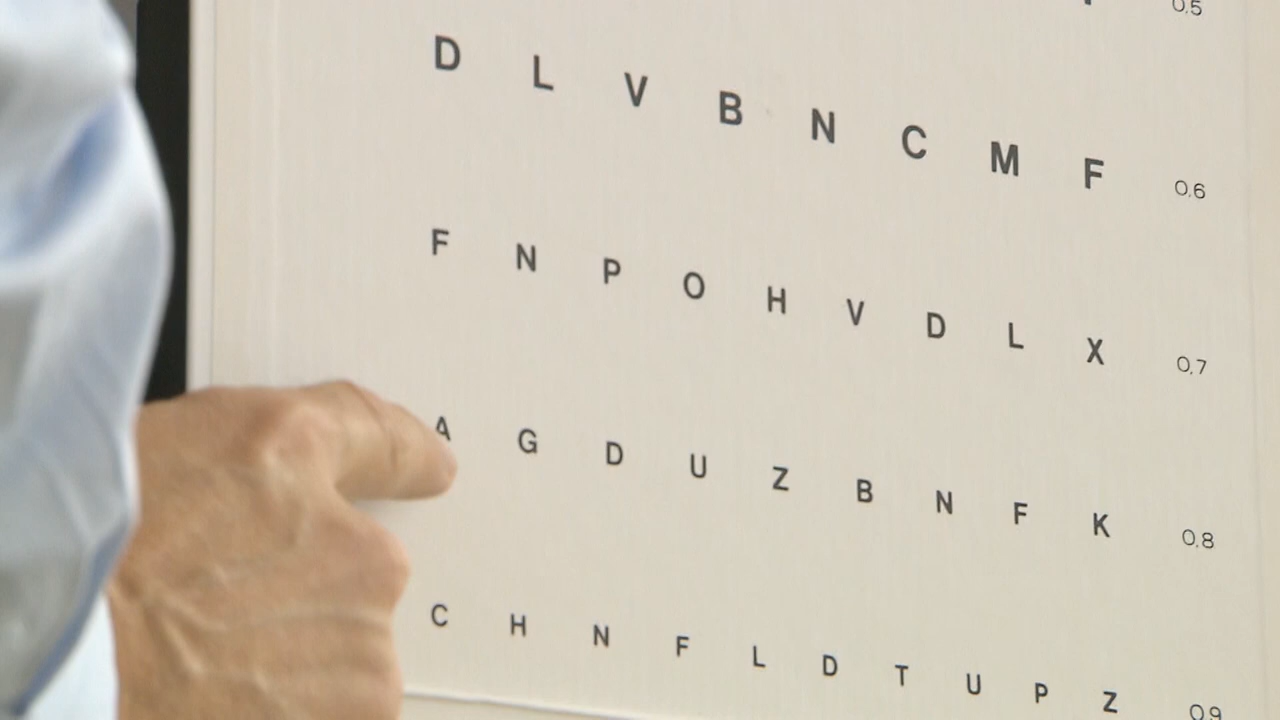 0.5
D L V B N C M F 0.6
F N P O H V D L X 0.7
A G D U Z B N F K 0.8
C H N F L D T U P Z 0.9